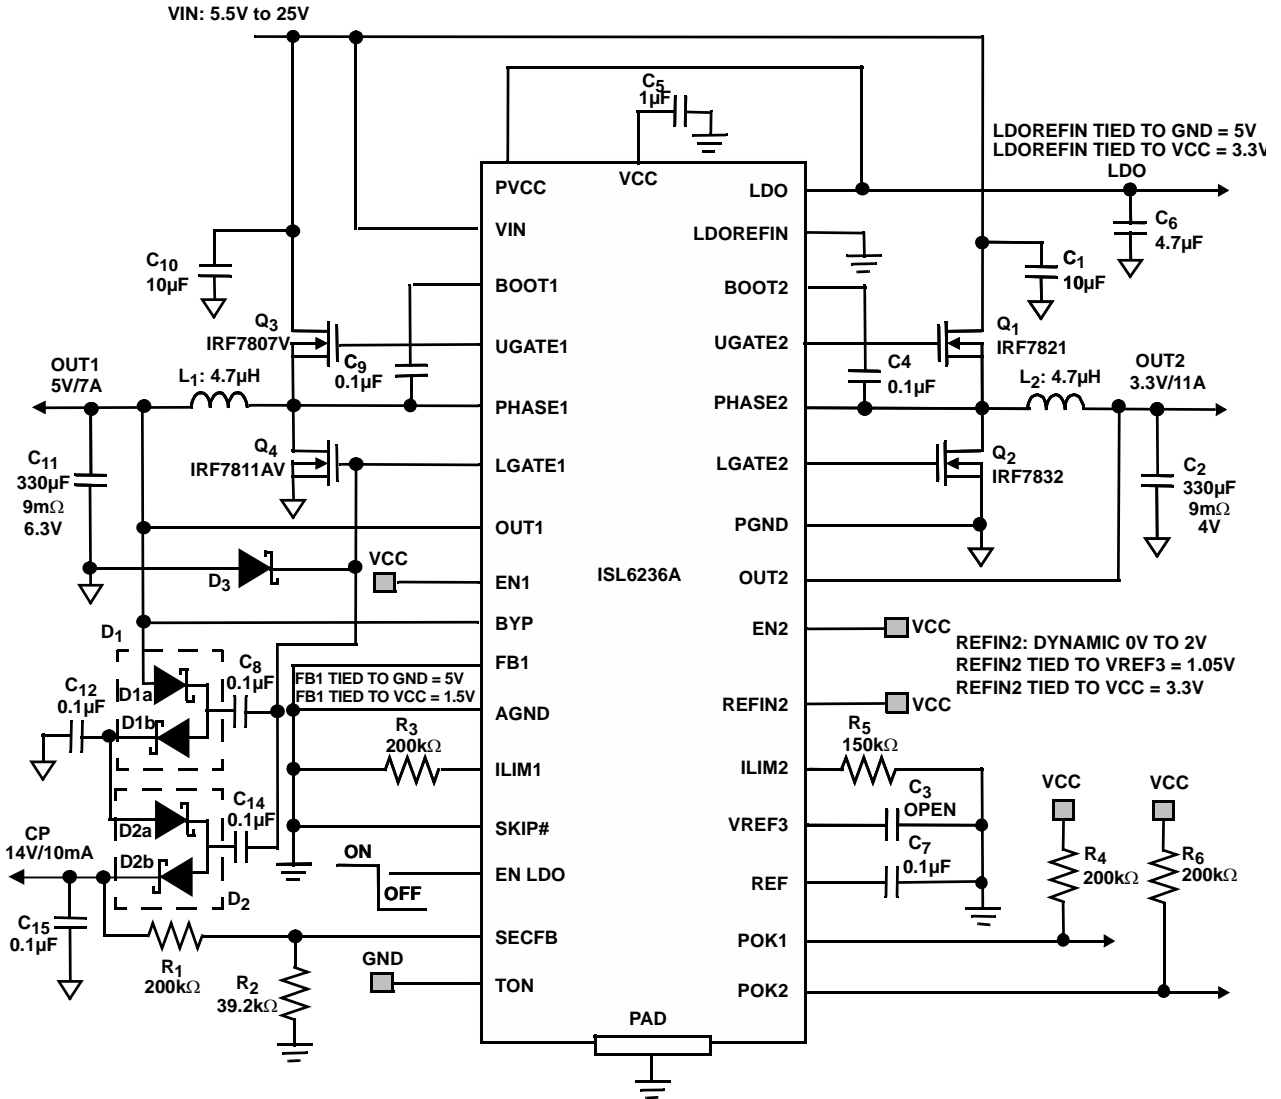 VIN: 5.5V to 25V
C5
1µF
LDOREFIN TIED TO GND = 5V
LDOREFIN TIED TO VCC = 3.3V
PVCC
VCC
LDO
LDO
VIN
LDOREFIN
C6
4.7µF
C10
10µF
C1
10µF
BOOT1
BOOT2
Q3
IRF7807V
UGATE1
UGATE2
Q1
IRF7821
OUT1
5V/7A
L1: 4.7µH
C9
0.1µF
C4
0.1µF
L2: 4.7µH
OUT2
3.3V/11A
PHASE1
PHASE2
Q4
IRF7811AV
LGATE1
LGATE2
Q2
IRF7832
C11
330µF
9mΩ
6.3V
C2
330µF
9mΩ
4V
OUT1
PGND
D3
VCC
EN1
ISL6236A
OUT2
BYP
EN2
VCC
REFIN2: DYNAMIC 0V TO 2V
REFIN2 TIED TO VREF3 = 1.05V
REFIN2 TIED TO VCC = 3.3V
D1
FB1
FB1 TIED TO GND = 5V
FB1 TIED TO VCC = 1.5V
C8
0.1µF
C12
0.1µF
D1a
D1b
AGND
REFIN2
VCC
R3
200kΩ
R5
150kΩ
ILIM1
ILIM2
C3
OPEN
VCC
VCC
C14
0.1µF
CP
14V/10mA
D2a
D2b
SKIP#
VREF3
ON
OFF
C7
0.1µF
R4
200kΩ
R6
200kΩ
EN LDO
REF
D2
C15
0.1µF
R1
200kΩ
SECFB
POK1
GND
R2
39.2kΩ
TON
POK2
PAD